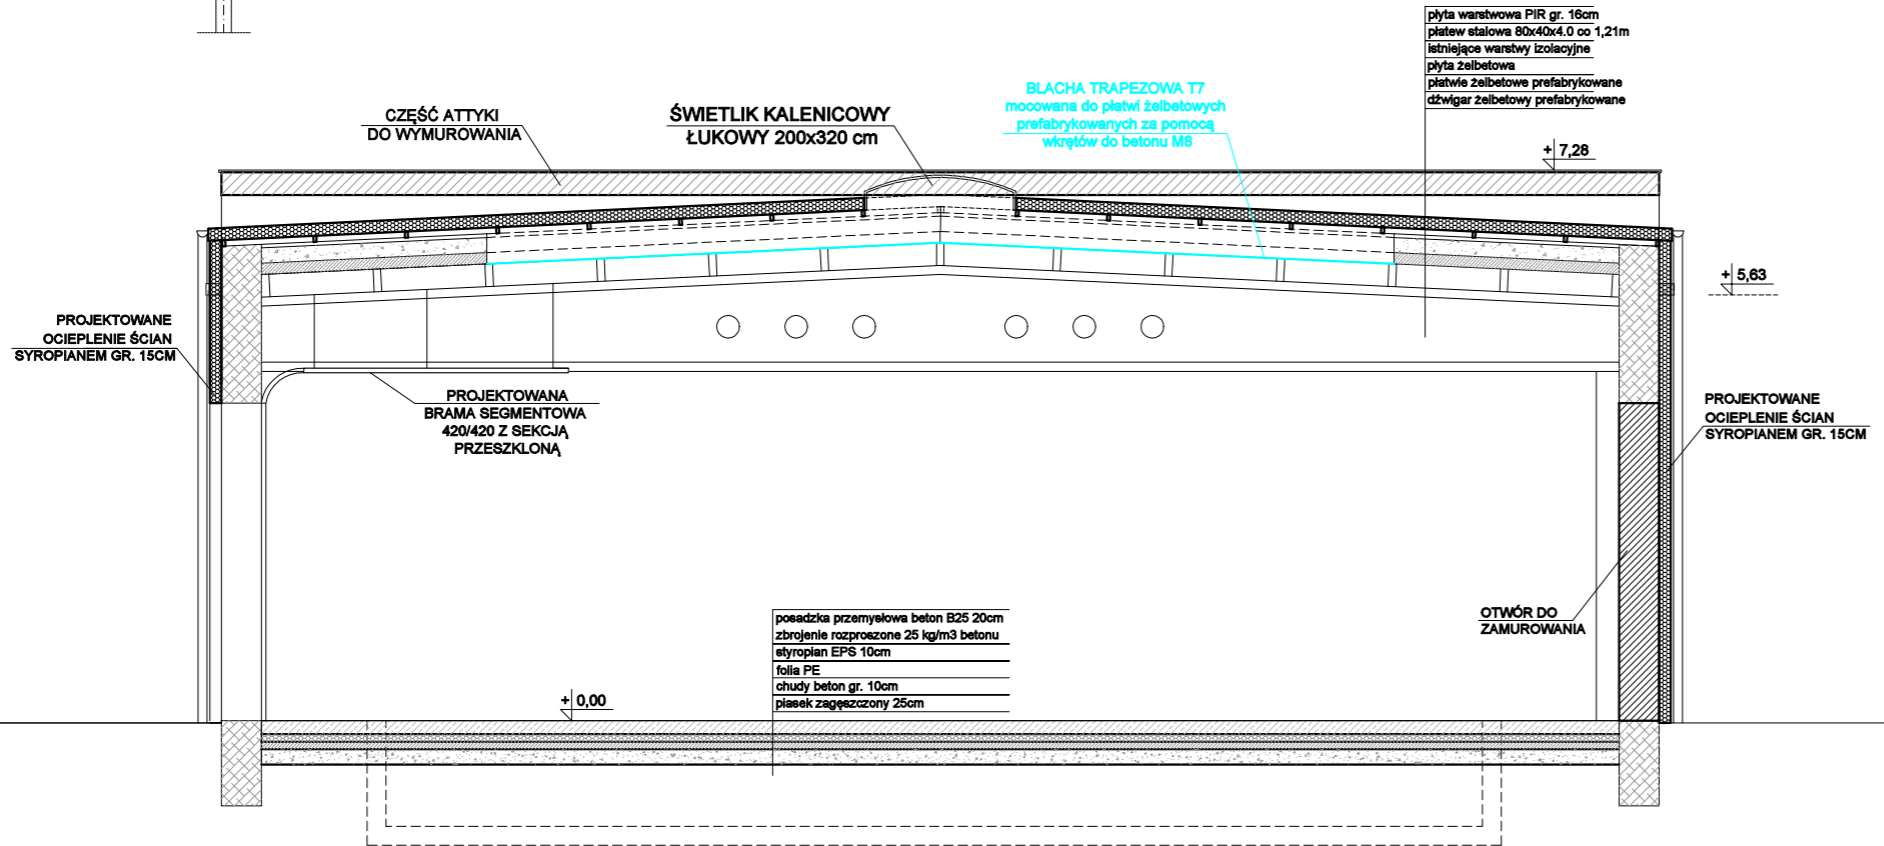 płyta warstwowa PIR gr. 16cm
płatew stalowa 80x40x4.0 co 1,21m
istniejące warstwy izolacyjne
płyta żelbetowa
płatwie żelbetowe prefabrykowane
dźwigar żelbetowy prefabrykowane
CZĘŚĆ ATTYKI
DO WYMUROWANIA
ŚWIETLIK KALENICOWY
ŁUKOWY 200x320 cm
BLACHA TRAPEZOWA T7
mocowana do płatwi żelbetowych
prefabrykowanych za pomocą
wkrętów do betonu M8
+ 7,28
+ 5,63
PROJEKTOWANE
OCIEPLENIE ŚCIAN
SYROPIANEM GR. 15CM
PROJEKTOWANA
BRAMA SEGMENTOWA
420/420 Z SEKCJĄ
PRZESZKLONĄ
PROJEKTOWANE
OCIEPLENIE ŚCIAN
SYROPIANEM GR. 15CM
OTWÓR DO
ZAMUROWANIA
posadzka przemysłowa beton B25 20cm
zbrojenie rozproszone 25 kg/m3 betonu
styropian EPS 10cm
folia PE
chudy beton gr. 10cm
piasek zagęszczony 25cm
+ 0,00